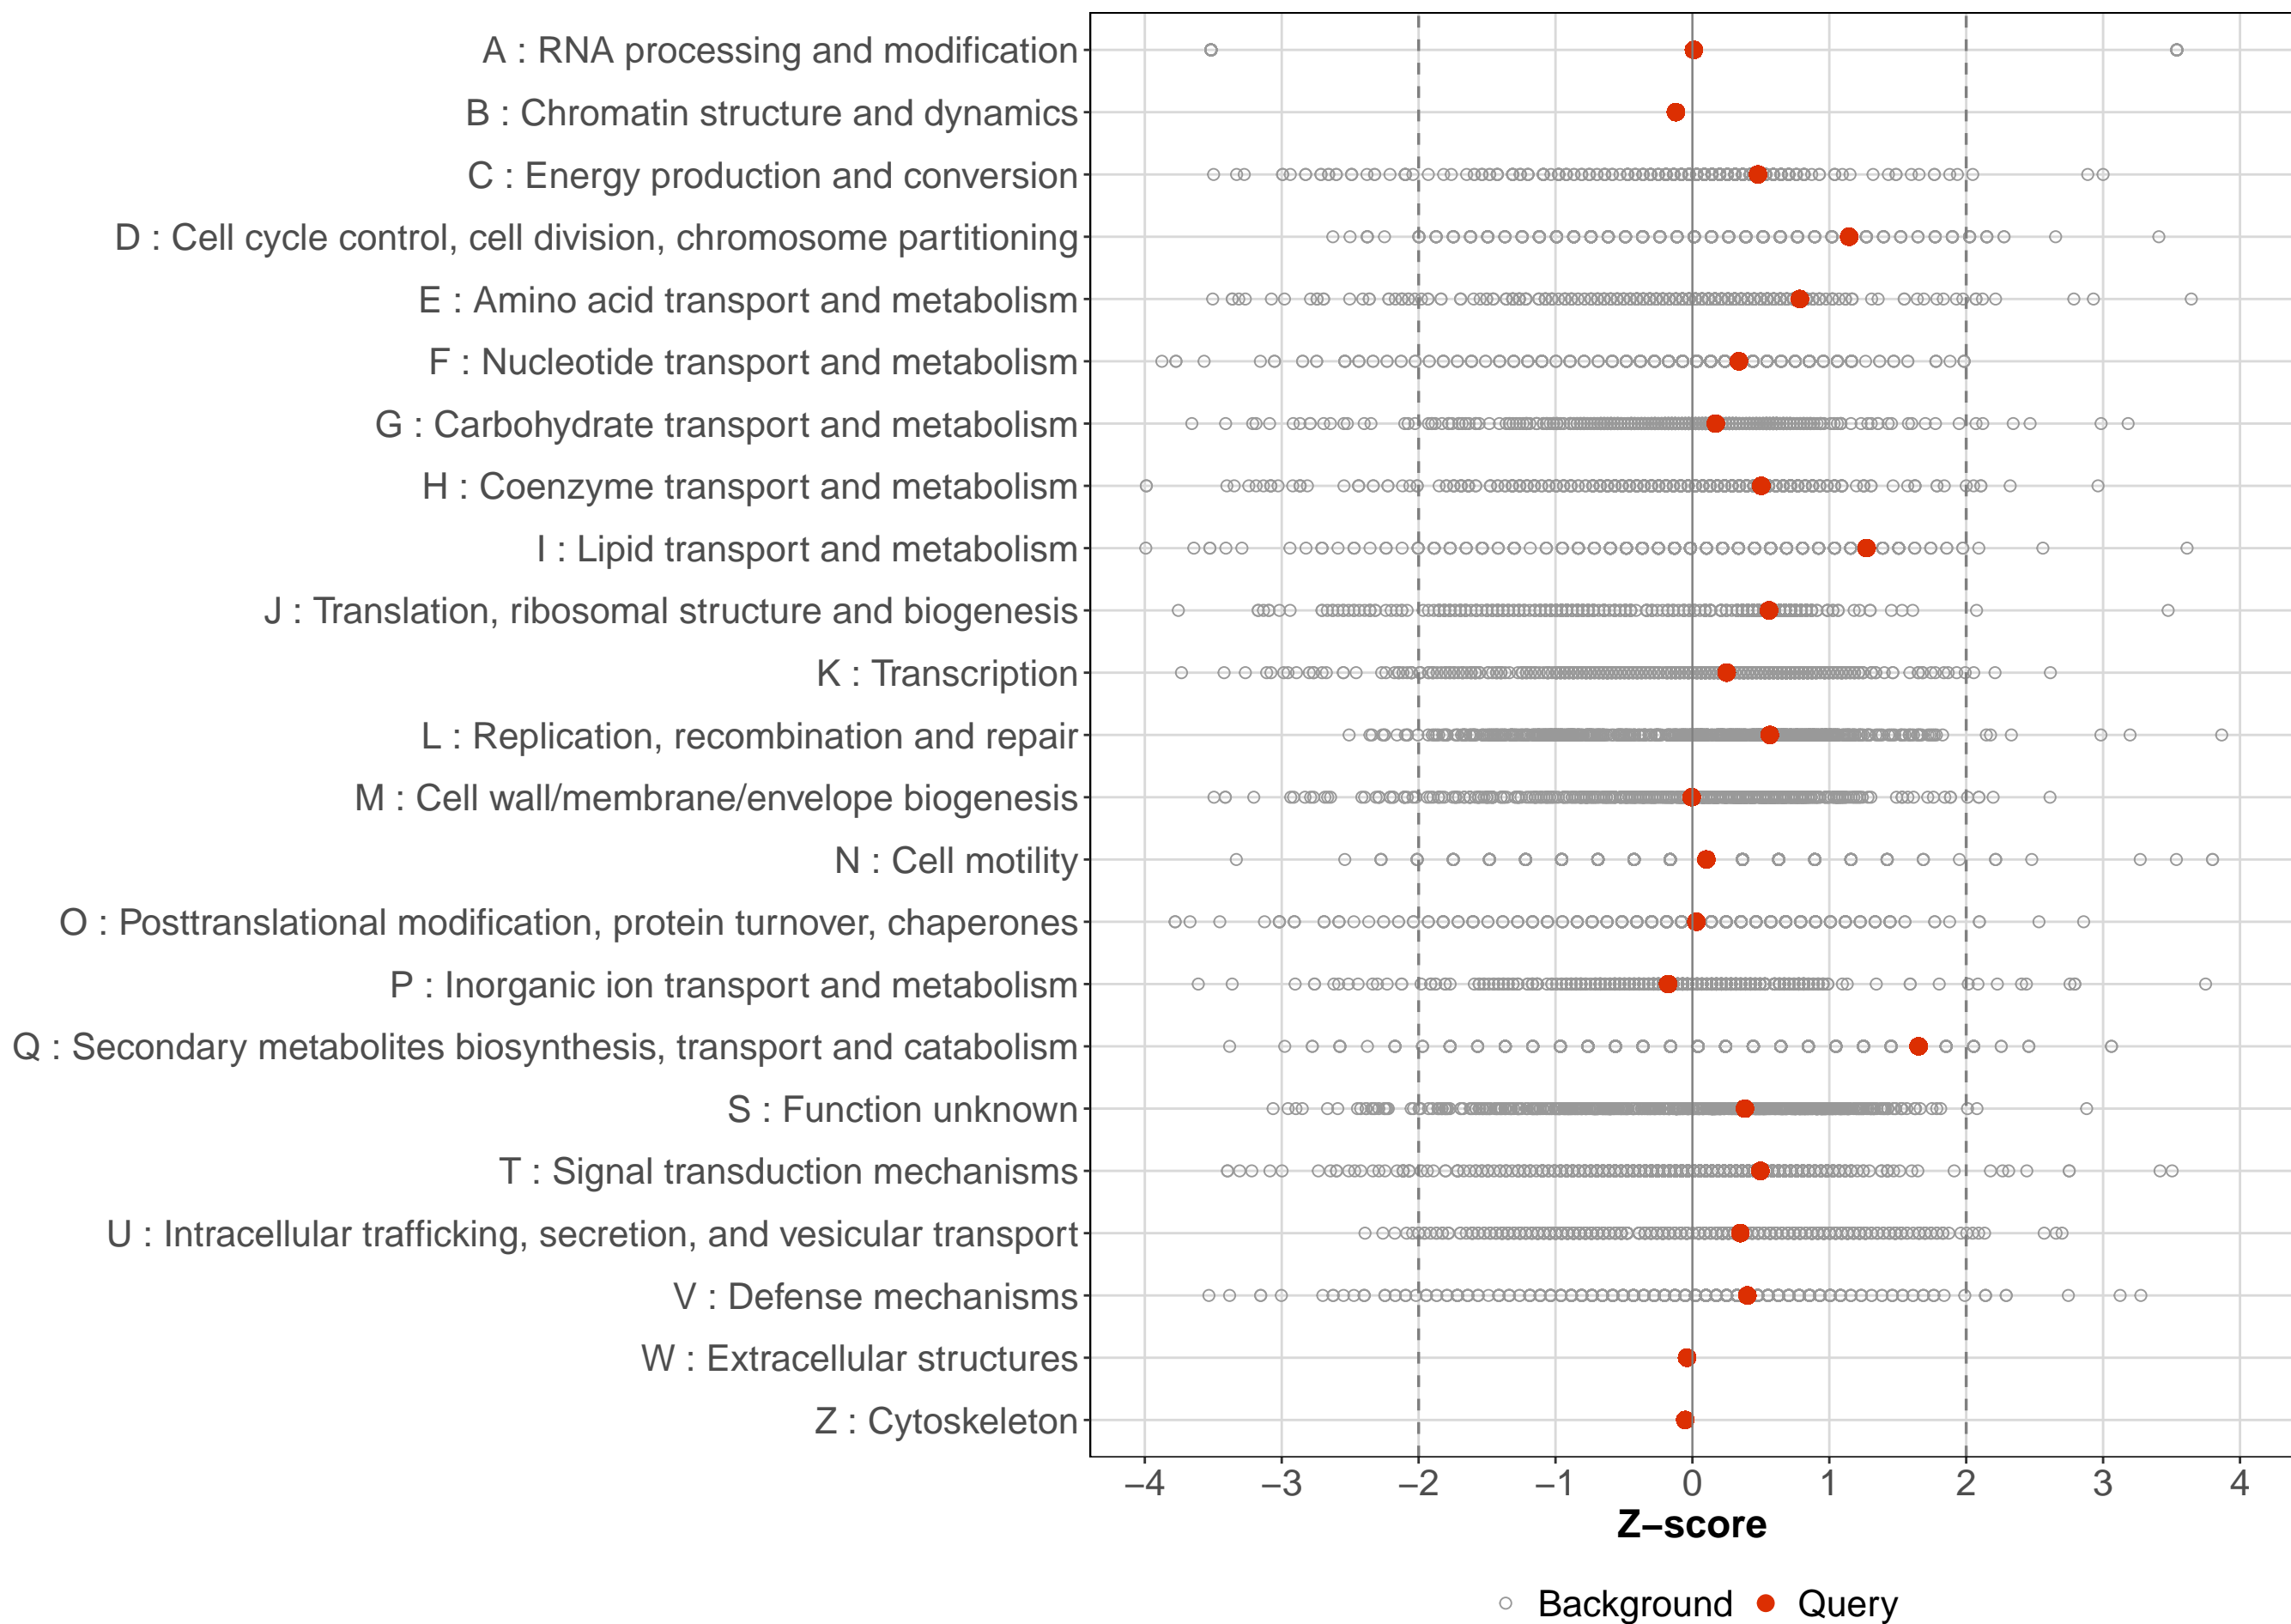 A : RNA processing and modification
B : Chromatin structure and dynamics
C : Energy production and conversion
D : Cell cycle control, cell division, chromosome partitioning
E : Amino acid transport and metabolism
F : Nucleotide transport and metabolism
G : Carbohydrate transport and metabolism
H : Coenzyme transport and metabolism
I : Lipid transport and metabolism
J : Translation, ribosomal structure and biogenesis
K : Transcription
L : Replication, recombination and repair
M : Cell wall/membrane/envelope biogenesis
N : Cell motility
O : Posttranslational modification, protein turnover, chaperones
P : Inorganic ion transport and metabolism
Q : Secondary metabolites biosynthesis, transport and catabolism
S : Function unknown
T : Signal transduction mechanisms
U : Intracellular trafficking, secretion, and vesicular transport
V : Defense mechanisms
W : Extracellular structures
Z : Cytoskeleton
−4 −3 −2 −1 0 1 2 3 4
Z−score
Background Query